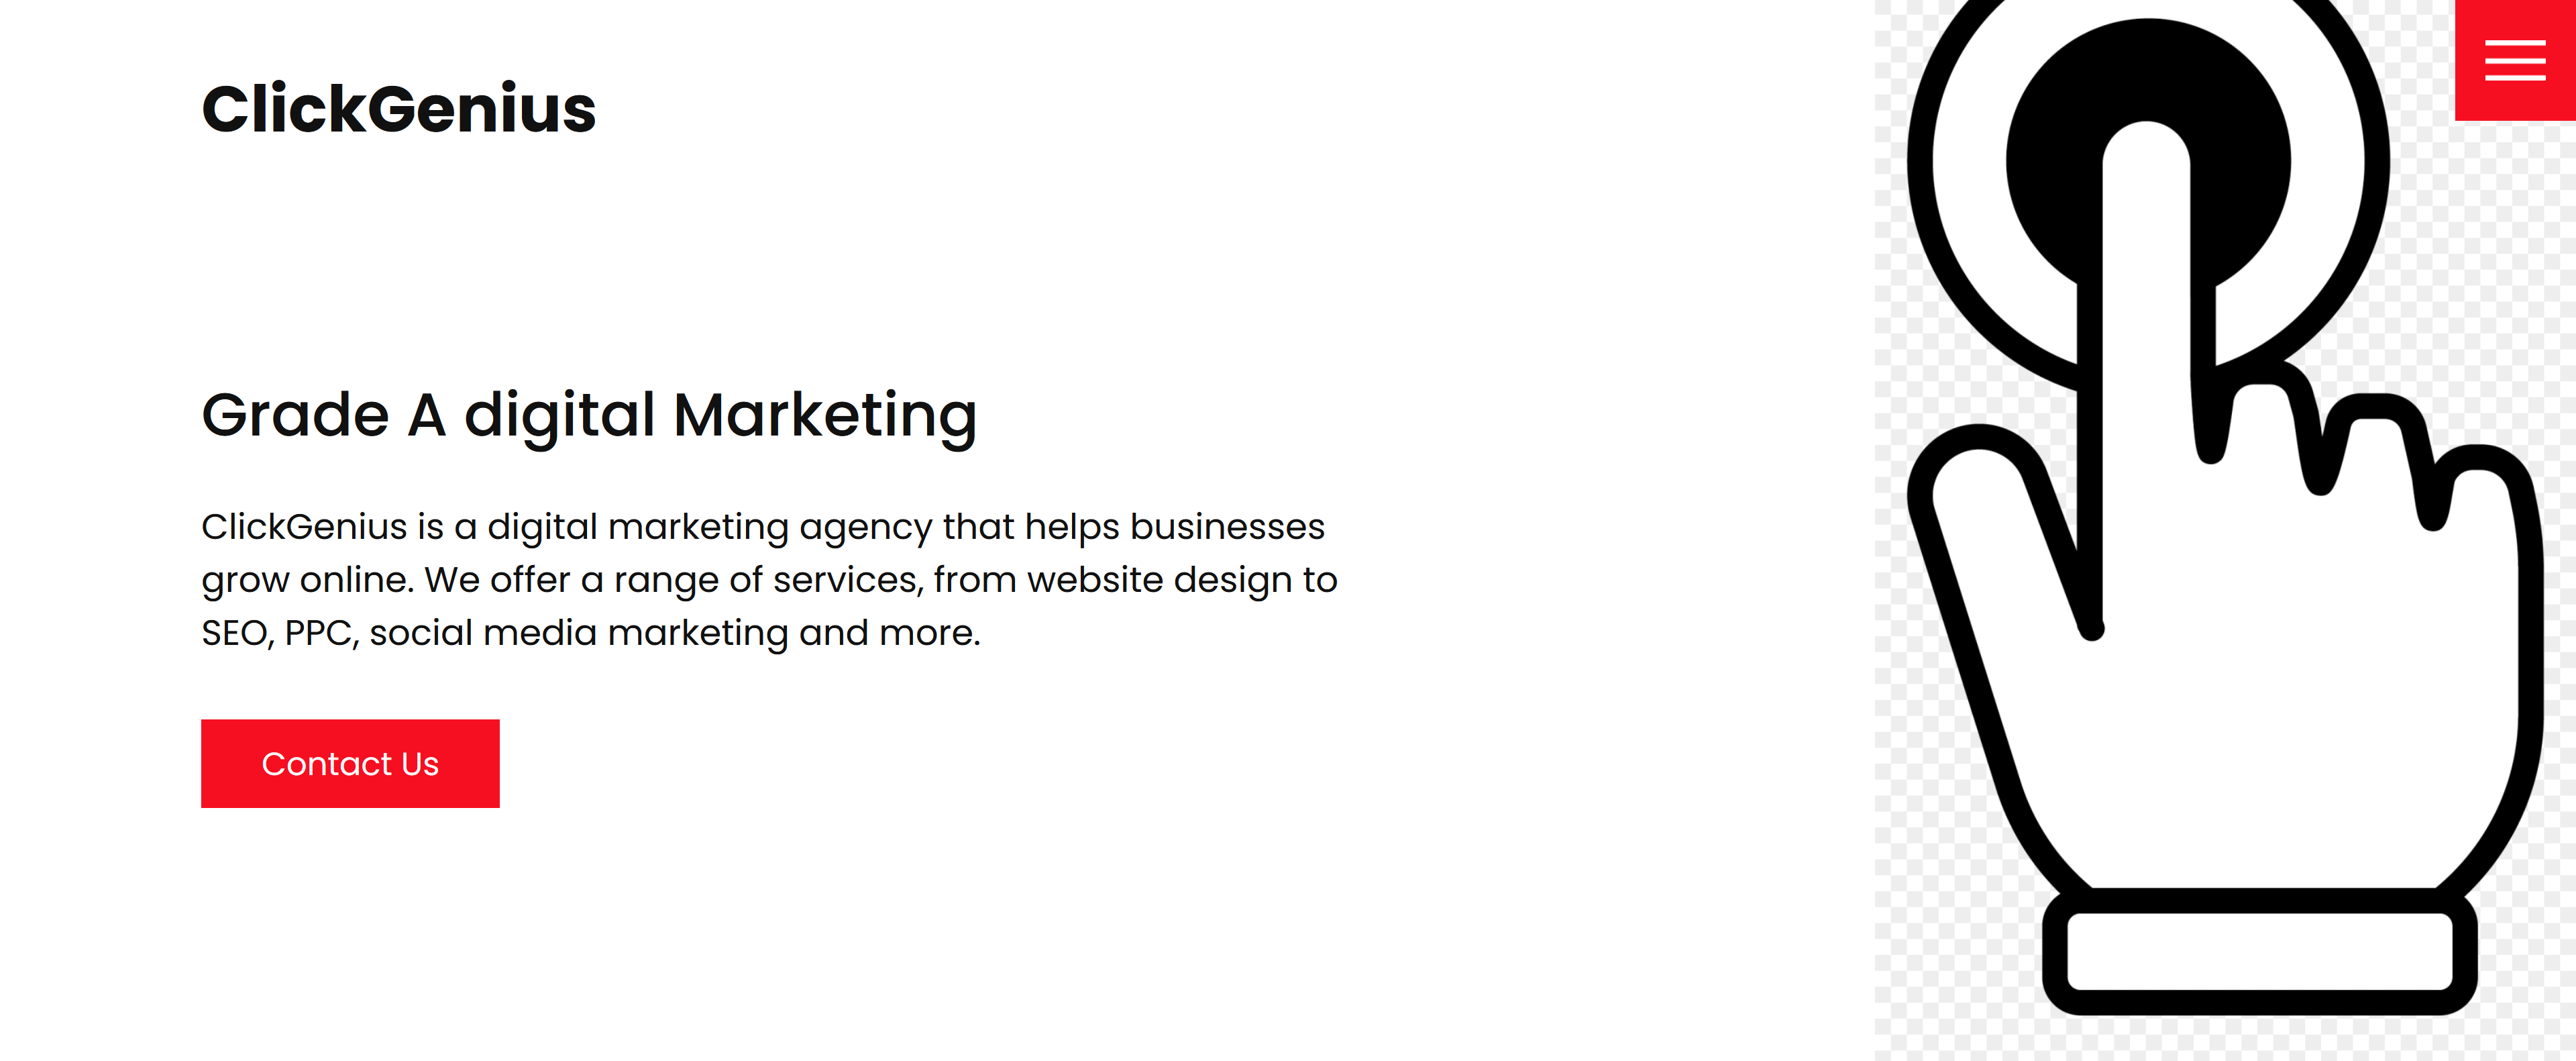 ClickGenius
Grade A digital Marketing
ClickGenius is a digital marketing agency that helps businesses
grow online. We offer a range of services, from website design to
SEO, PPC, social media marketing and more.
Contact Us